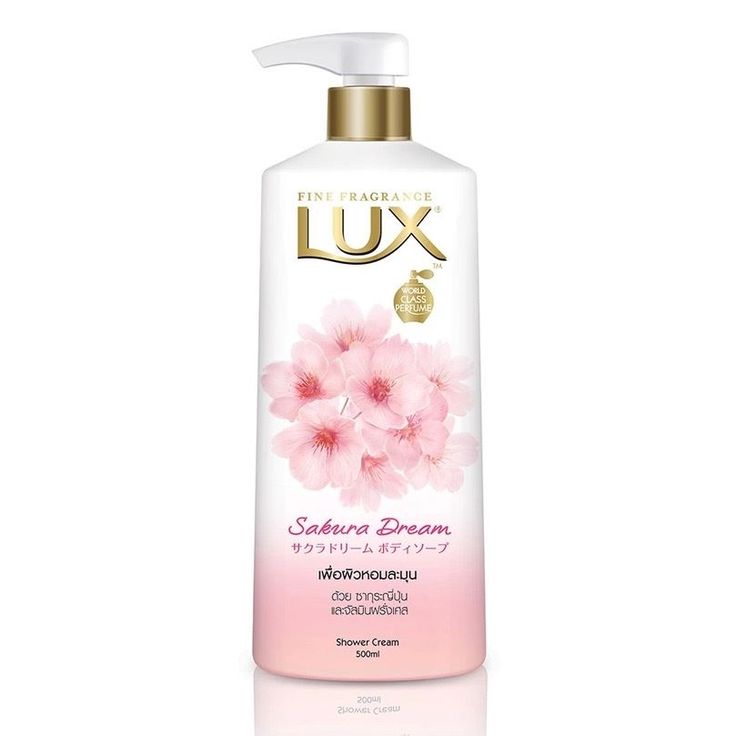 FINE FRAGRANCE
LUX®
TM
WORLD
CLASS
PERFUME
Sakura Dream
サクラドリーム ボディソープ
เพื่อผิวหอมละมุน
ด้วย ซากุระญี่ปุ่น
และจัสมินฝรั่งเศส
Shower Cream
500ml